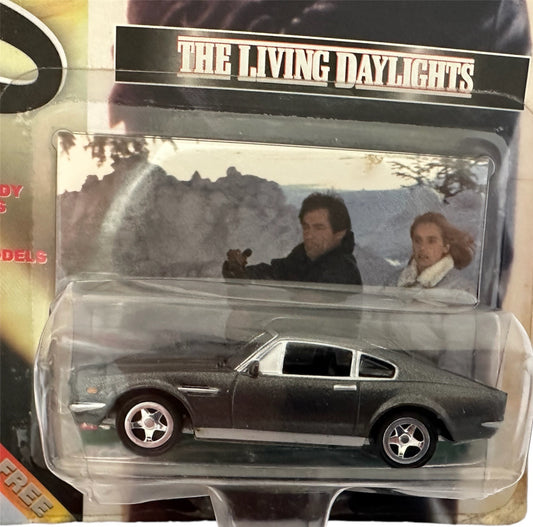 THE LIVING DAYLIGHTS
DY
S
DELS
FREE